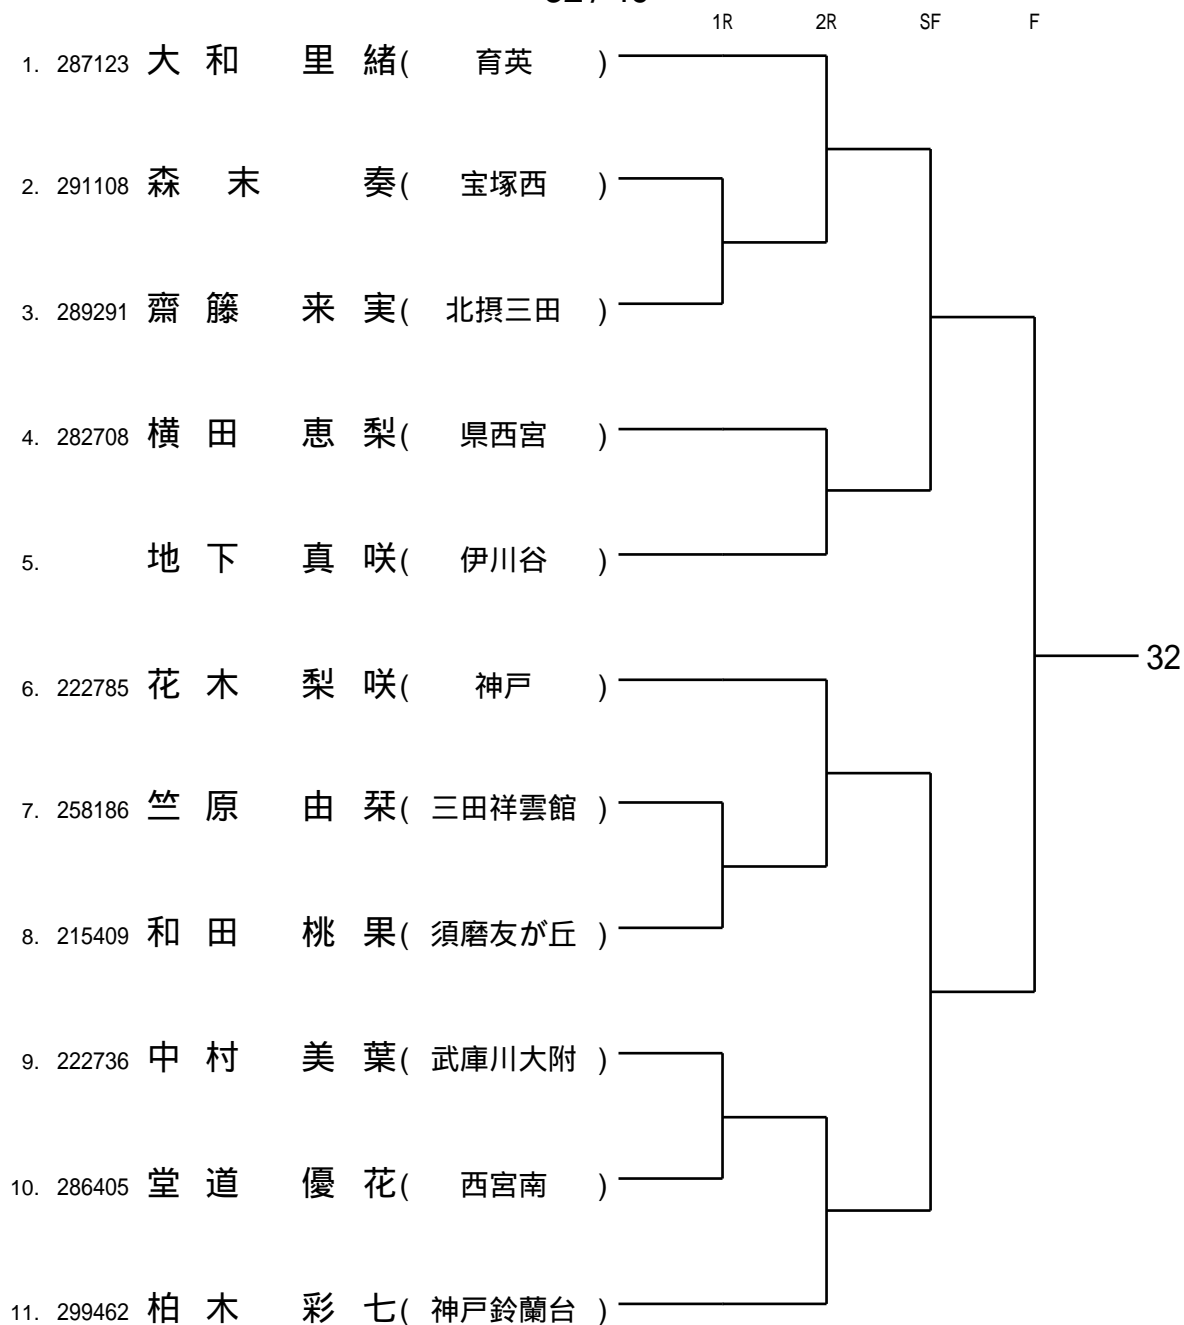 1R 2R SF F
1. 287123 大和 里緒( 育英 )
2. 291108 森末 奏( 宝塚西 )
3. 289291 齋籐 来実( 北摂三田 )
4. 282708 横田 恵梨( 県西宮 )
5. 地下 真咲( 伊川谷 )
32
6. 222785 花木 梨咲( 神戸 )
7. 258186 竺原 由栞( 三田祥雲館 )
8. 215409 和田 桃果( 須磨友が丘 )
9. 222736 中村 美葉( 武庫川大附 )
10. 286405 堂道 優花( 西宮南 )
11. 299462 柏木 彩七( 神戸鈴蘭台 )